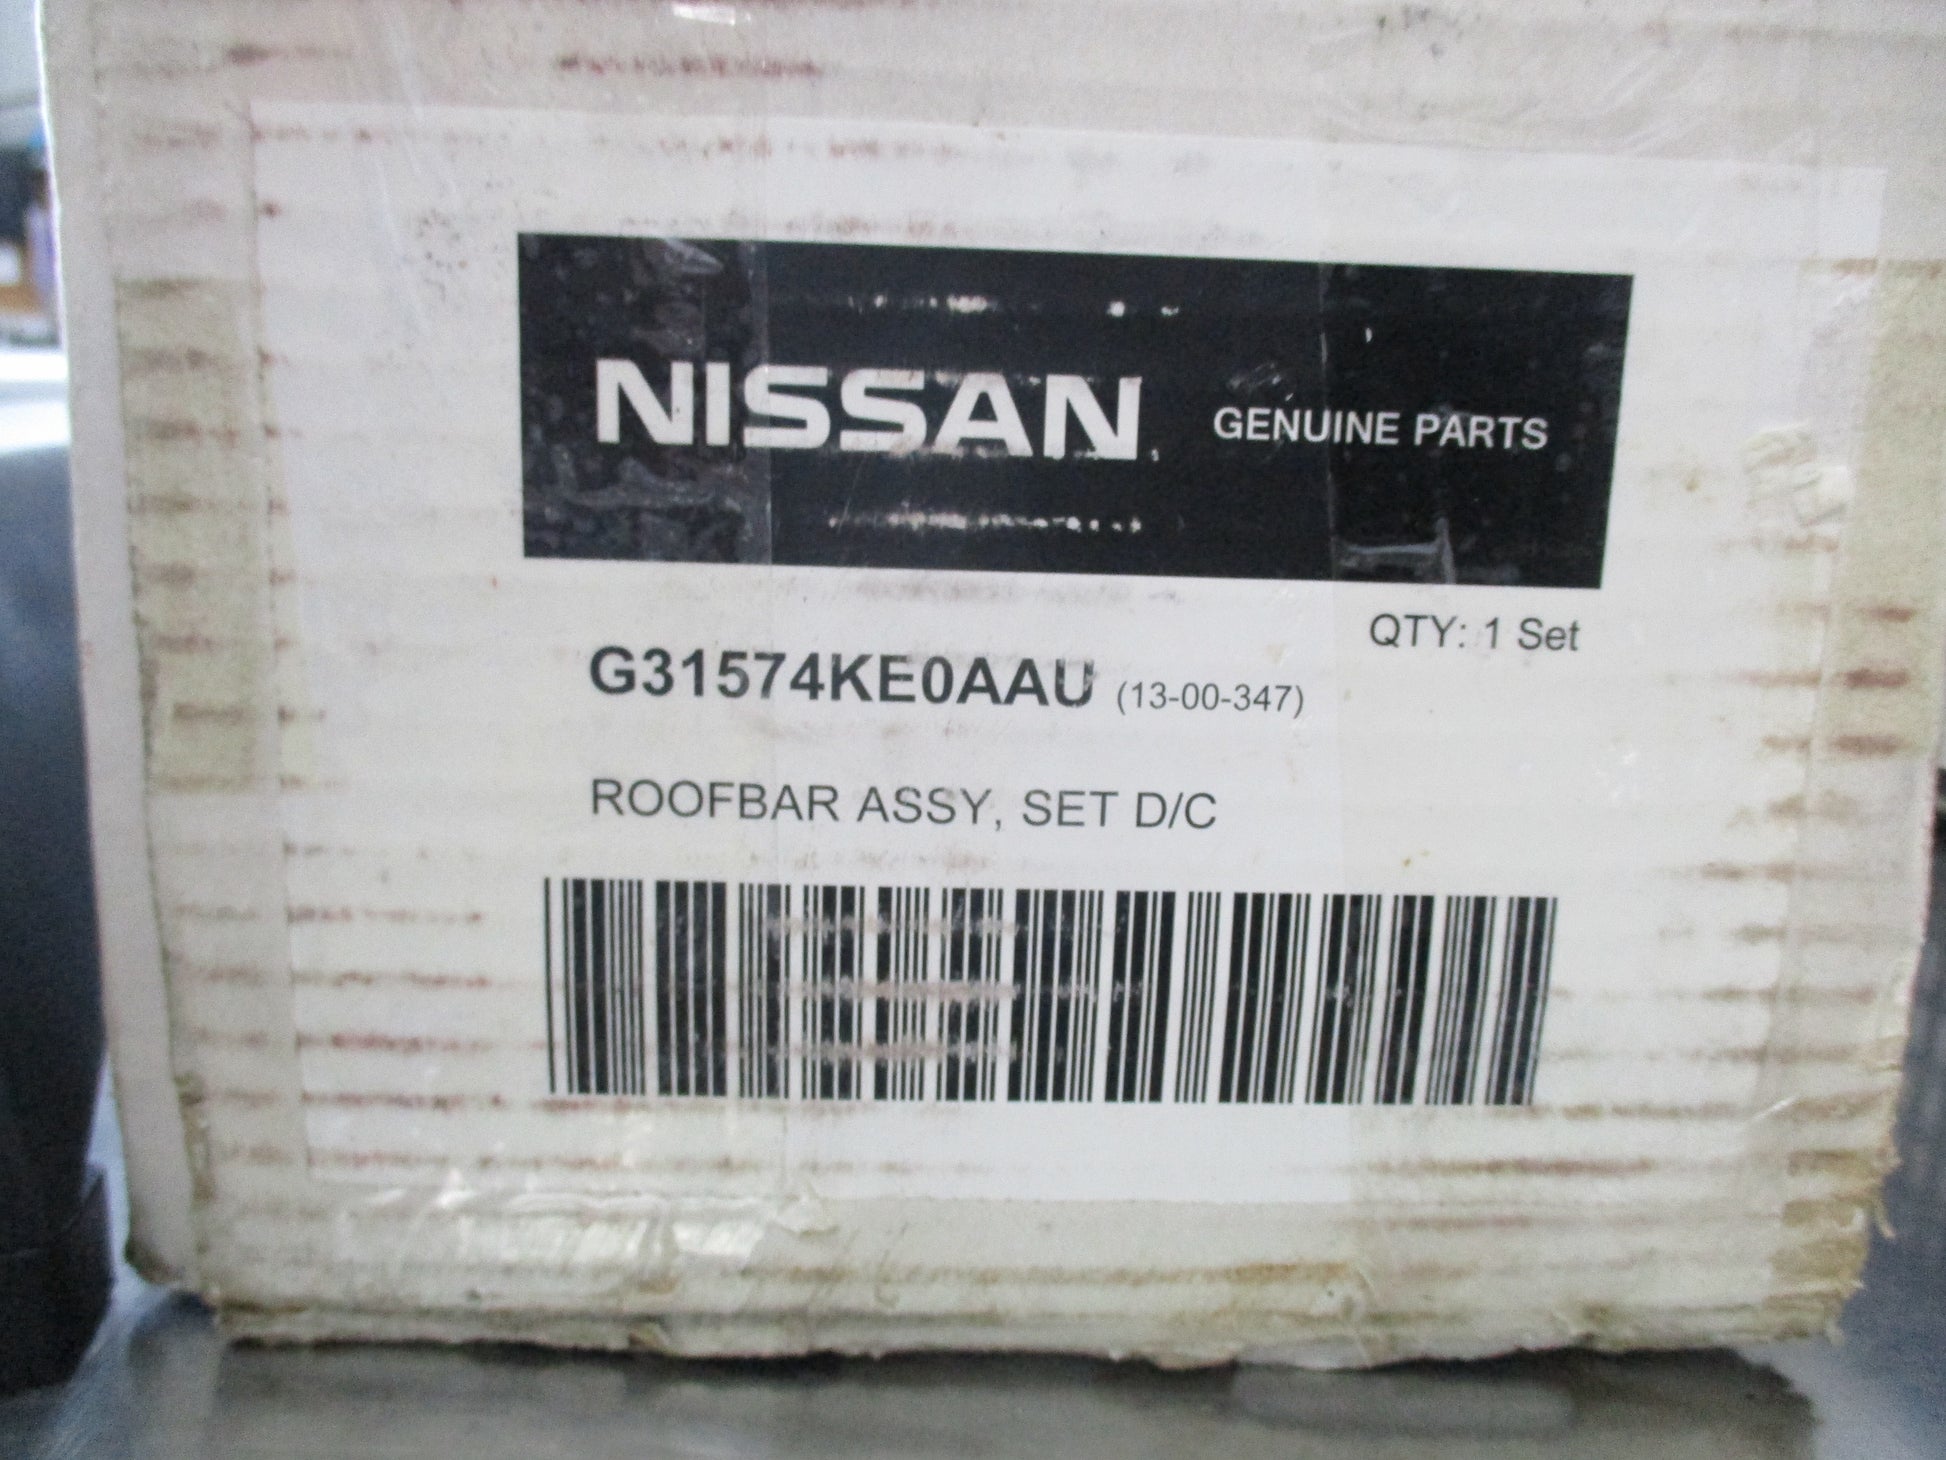 NISSAN GENUINE PARTS
QTY: 1 Set
G31574KE0AAU (13-00-347)
ROOFBAR ASSY, SET D/C